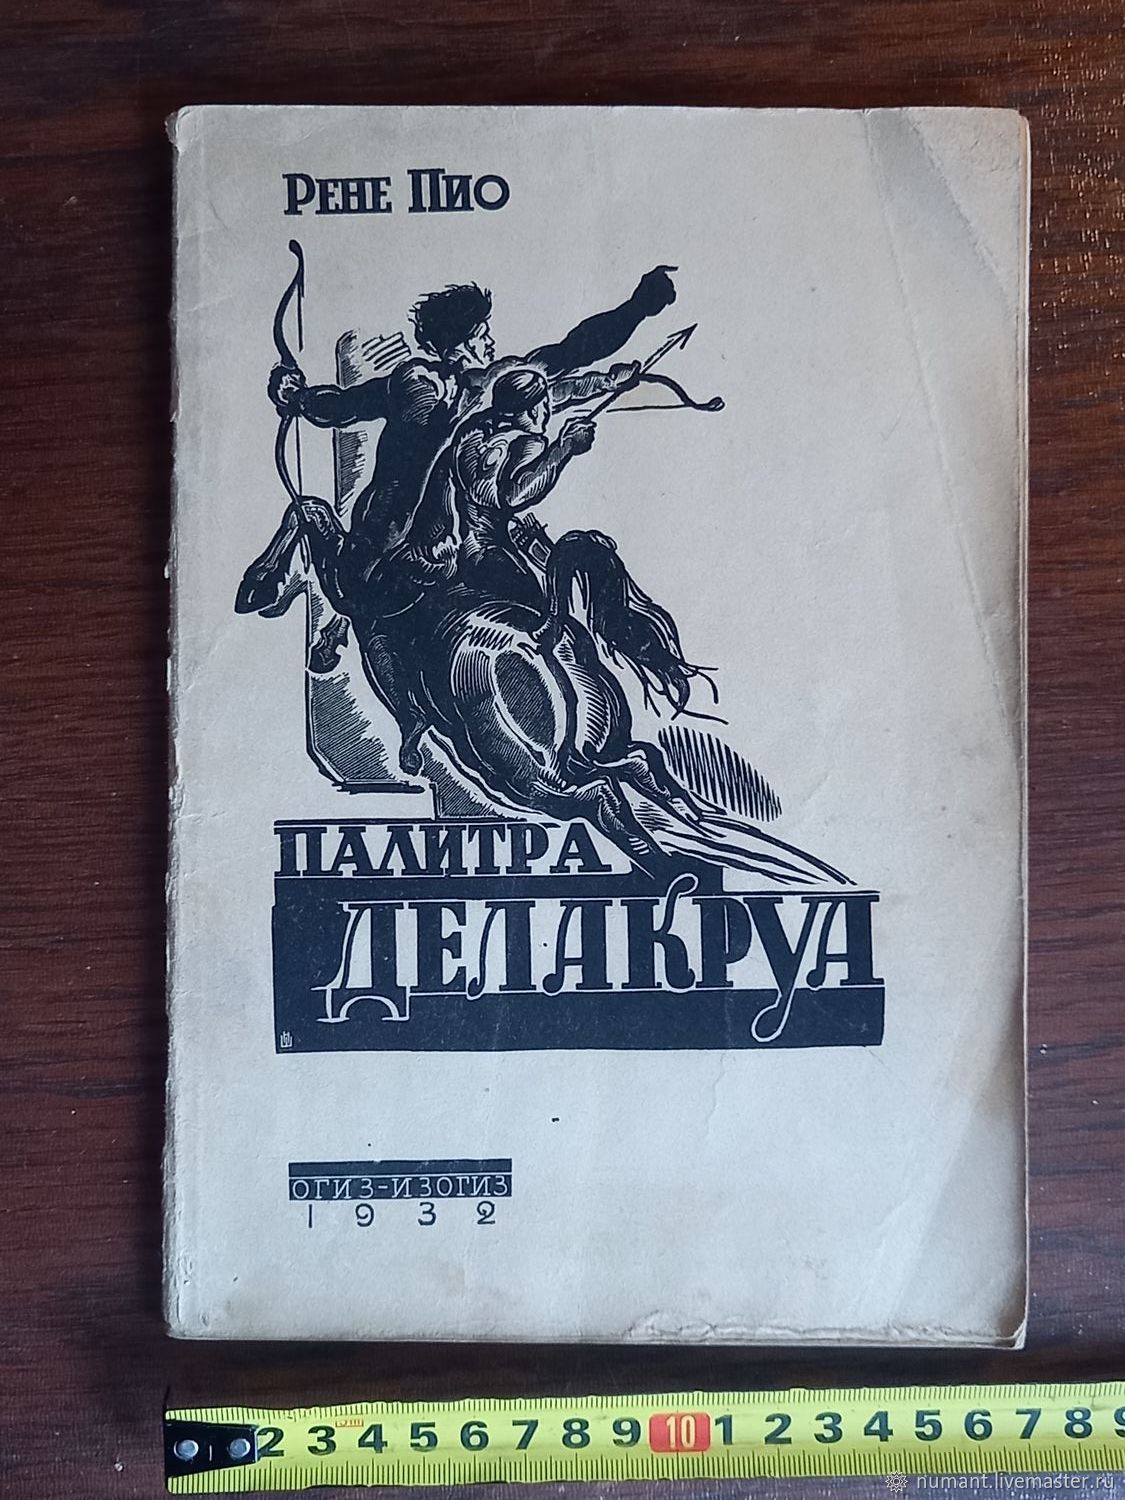 Рене Пио
ПАЛИТРА
ДЕЛАКРУА
ОГИЗ-ИЗОГИЗ
1932
2 3 4 5 6 7 8 9 10 1 2 3 4 5 6 7 8 9
numant.livemaster.ru